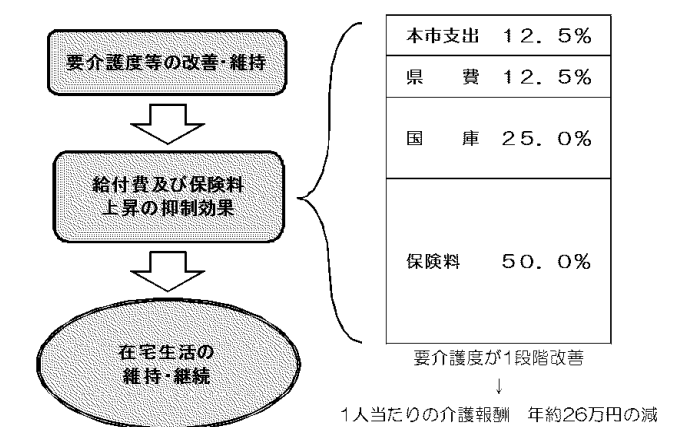 要介護度等の改善・維持
給付費及び保険料
上昇の抑制効果
在宅生活の
維持・継続
本市支出 12.5%
県 費 12.5%
国 庫 25.0%
保険料 50.0%
要介護度が1段階改善
↓
1人当たりの介護報酬 年約26万円の減